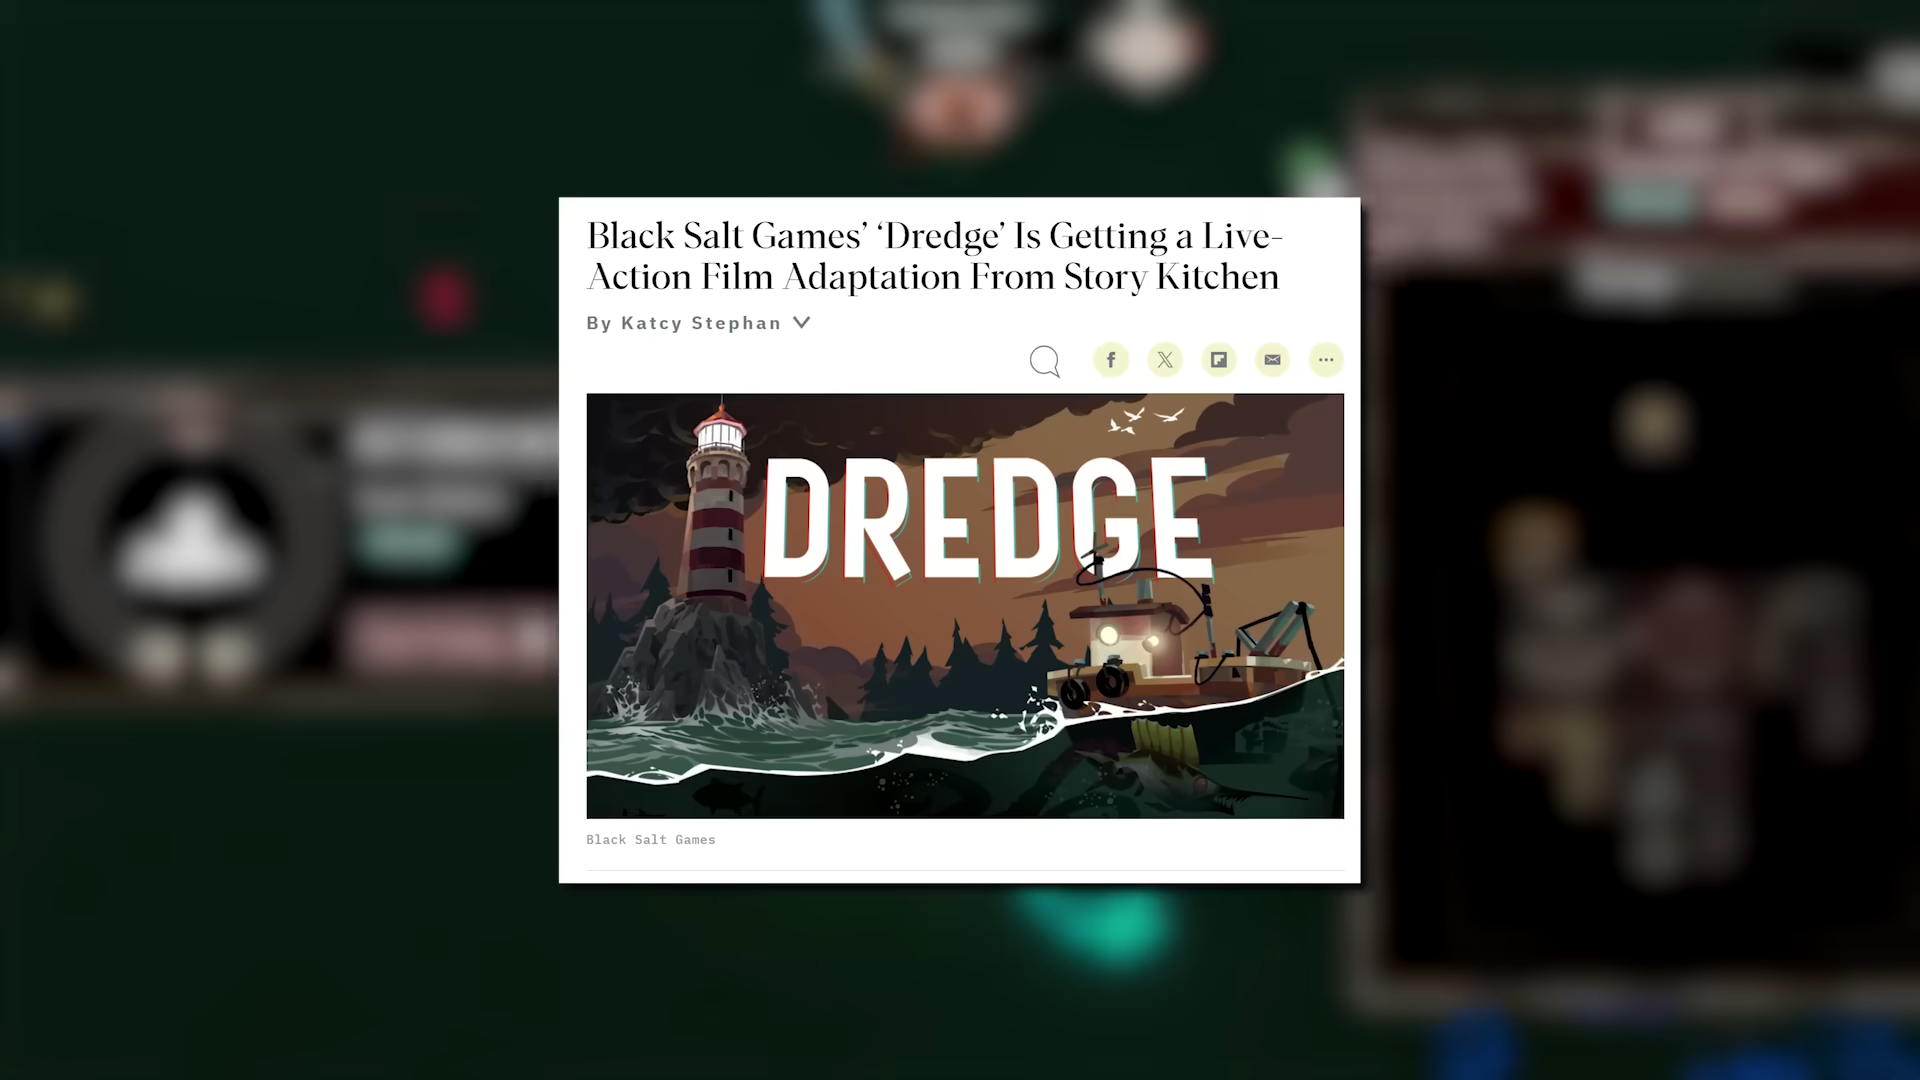 Black Salt Games’ ‘Dredge’ Is Getting a Live-
Action Film Adaptation From Story Kitchen
By Katcy Stephan
DREDGE
Black Salt Games